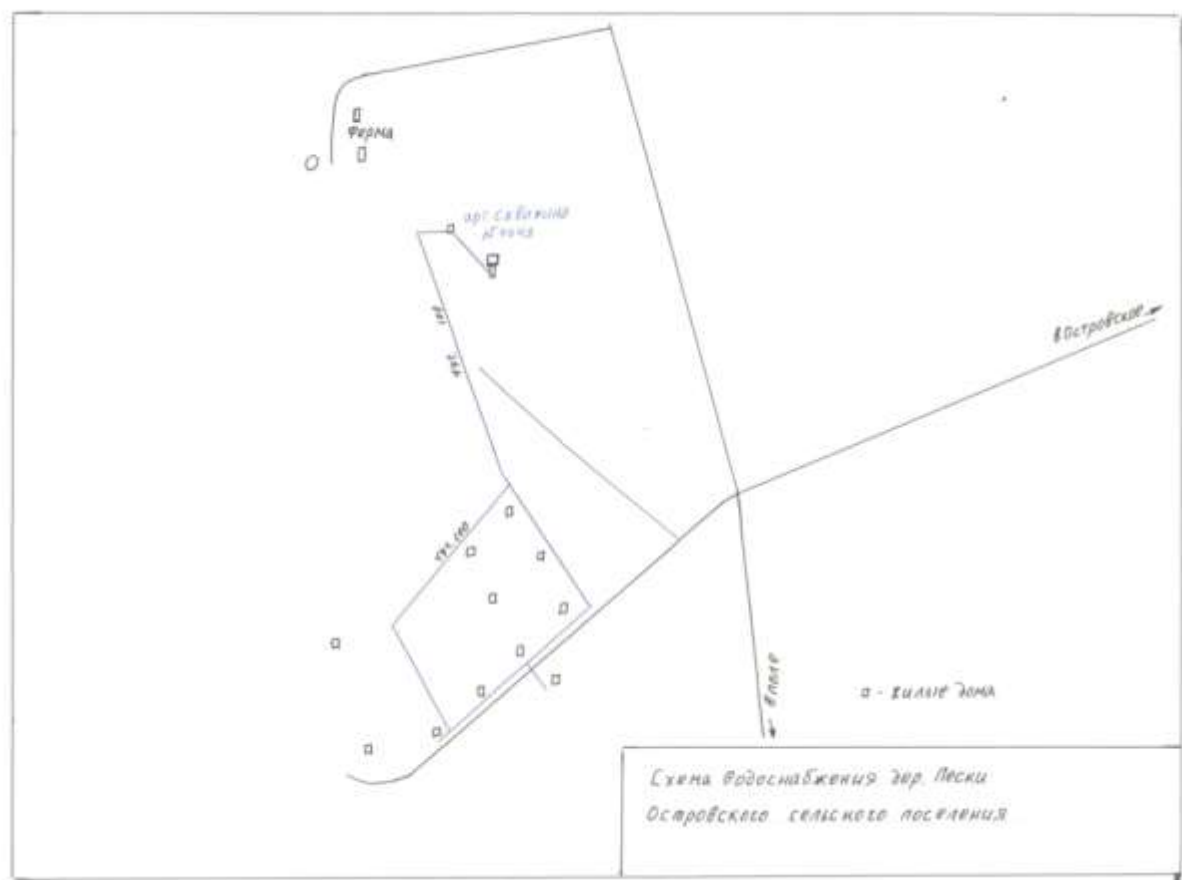 ферма
арт. скважина
в Островское
в поле
- жилые дома
Схема водоснабжения дер. Пески
Островского сельского поселения